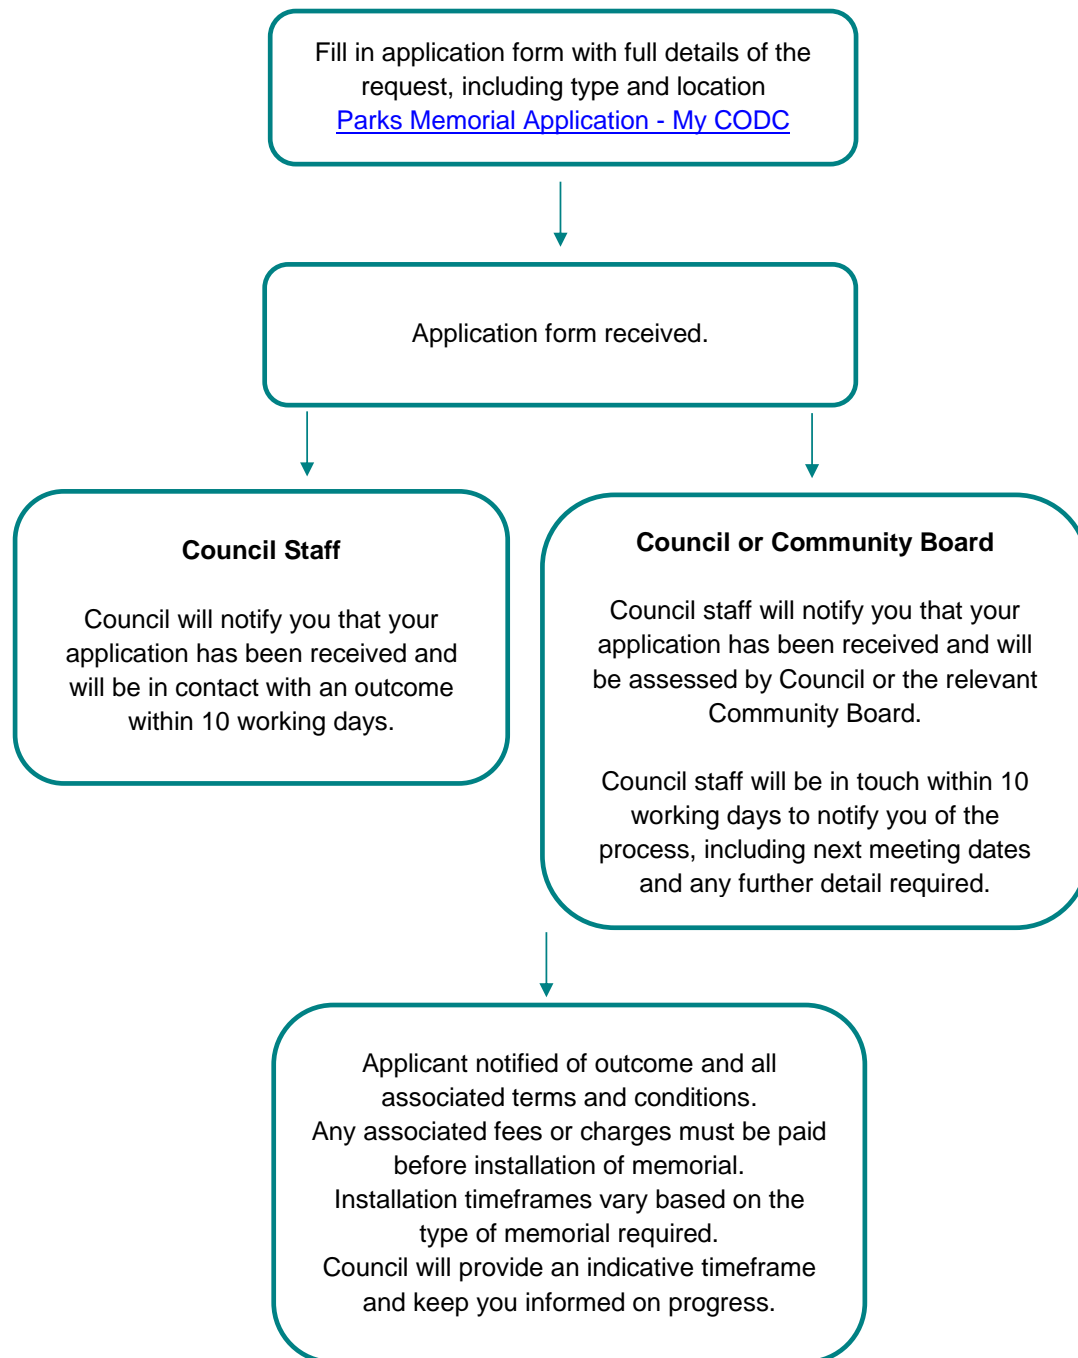 Fill in application form with full details of the
request, including type and location
Parks Memorial Application - My CODC
Application form received.
Council Staff
Council will notify you that your
application has been received and
will be in contact with an outcome
within 10 working days.
Council or Community Board
Council staff will notify you that your
application has been received and will
be assessed by Council or the relevant
Community Board.
Council staff will be in touch within 10
working days to notify you of the
process, including next meeting dates
and any further detail required.
Applicant notified of outcome and all
associated terms and conditions.
Any associated fees or charges must be paid
before installation of memorial.
Installation timeframes vary based on the
type of memorial required.
Council will provide an indicative timeframe
and keep you informed on progress.